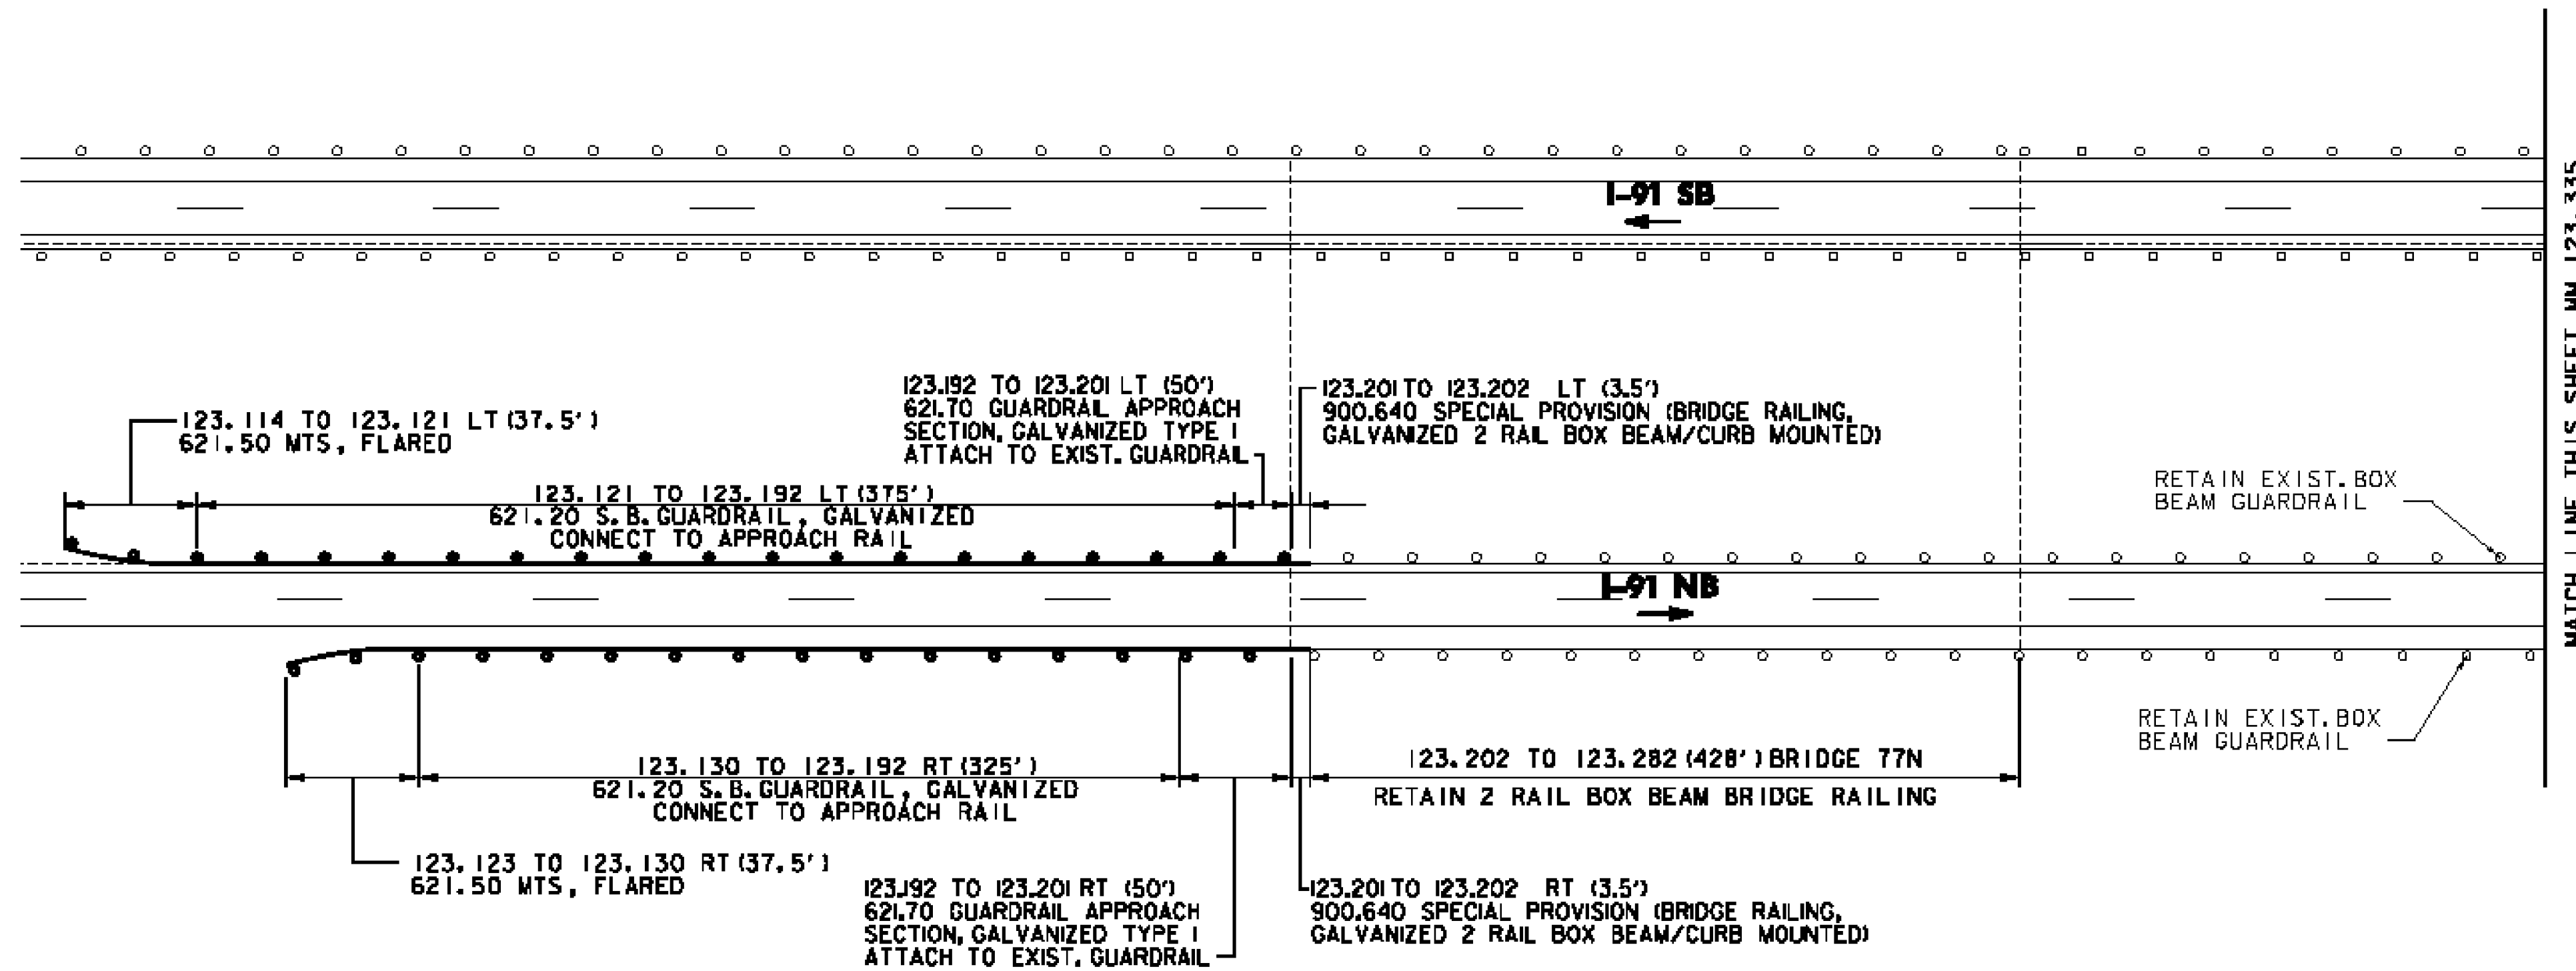 I-91 SB
123.192 TO 123.201 LT (50')
621.70 GUARDRAIL APPROACH
SECTION, GALVANIZED TYPE I
ATTACH TO EXIST. GUARDRAIL
123.201 TO 123.202 LT (3.5')
900.640 SPECIAL PROVISION (BRIDGE RAILING,
GALVANIZED 2 RAIL BOX BEAM/CURB MOUNTED)
123.114 TO 123.121 LT (37.5')
621.50 MTS, FLARED
123.121 TO 123.192 LT (375')
621.20 S.B. GUARDRAIL, GALVANIZED
CONNECT TO APPROACH RAIL
RETAIN EXIST. BOX
BEAM GUARDRAIL
I-91 NB
RETAIN EXIST. BOX
BEAM GUARDRAIL
123.130 TO 123.192 RT (325')
621.20 S.B. GUARDRAIL, GALVANIZED
CONNECT TO APPROACH RAIL
123.202 TO 123.282 (428') BRIDGE 77N
RETAIN 2 RAIL BOX BEAM BRIDGE RAILING
123.123 TO 123.130 RT (37.5')
621.50 MTS, FLARED
123.192 TO 123.201 RT (50')
621.70 GUARDRAIL APPROACH
SECTION, GALVANIZED TYPE I
ATTACH TO EXIST. GUARDRAIL
123.201 TO 123.202 RT (3.5')
900.640 SPECIAL PROVISION (BRIDGE RAILING,
GALVANIZED 2 RAIL BOX BEAM/CURB MOUNTED)
MATCH LINE THIS SHEET MM 123.335